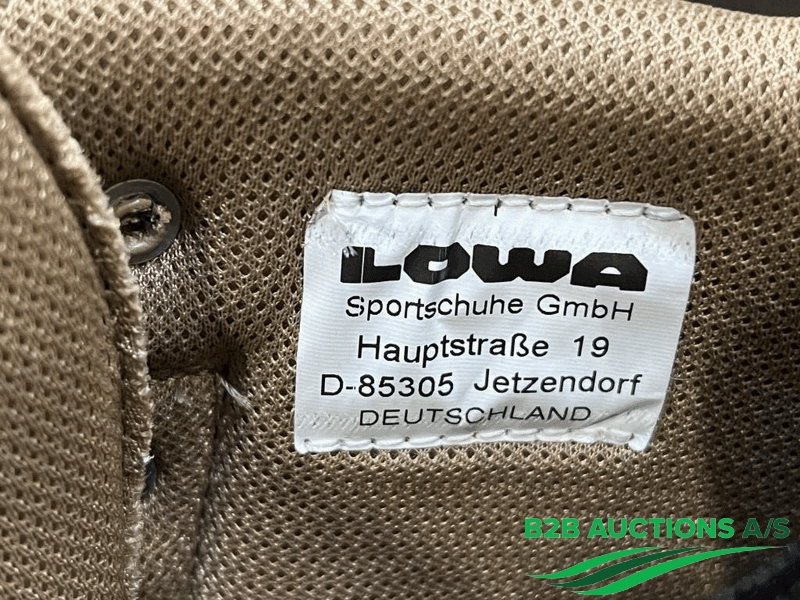 LOWA
Sportschuhe GmbH
Hauptstraße 19
D-85305 Jetzendorf
DEUTSCHLAND
B2B AUCTIONS A/S